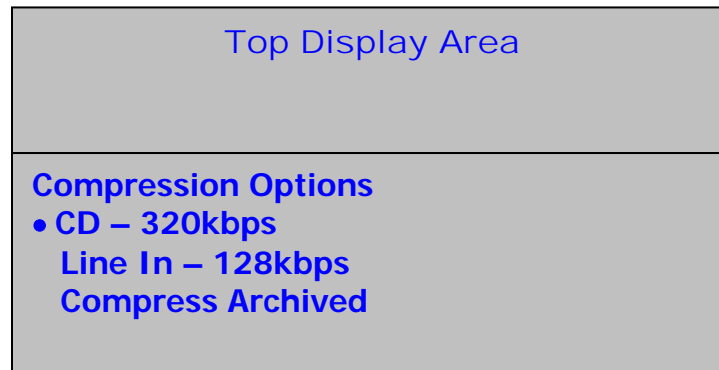 Top Display Area
Compression Options
• CD – 320kbps
Line In – 128kbps
Compress Archived